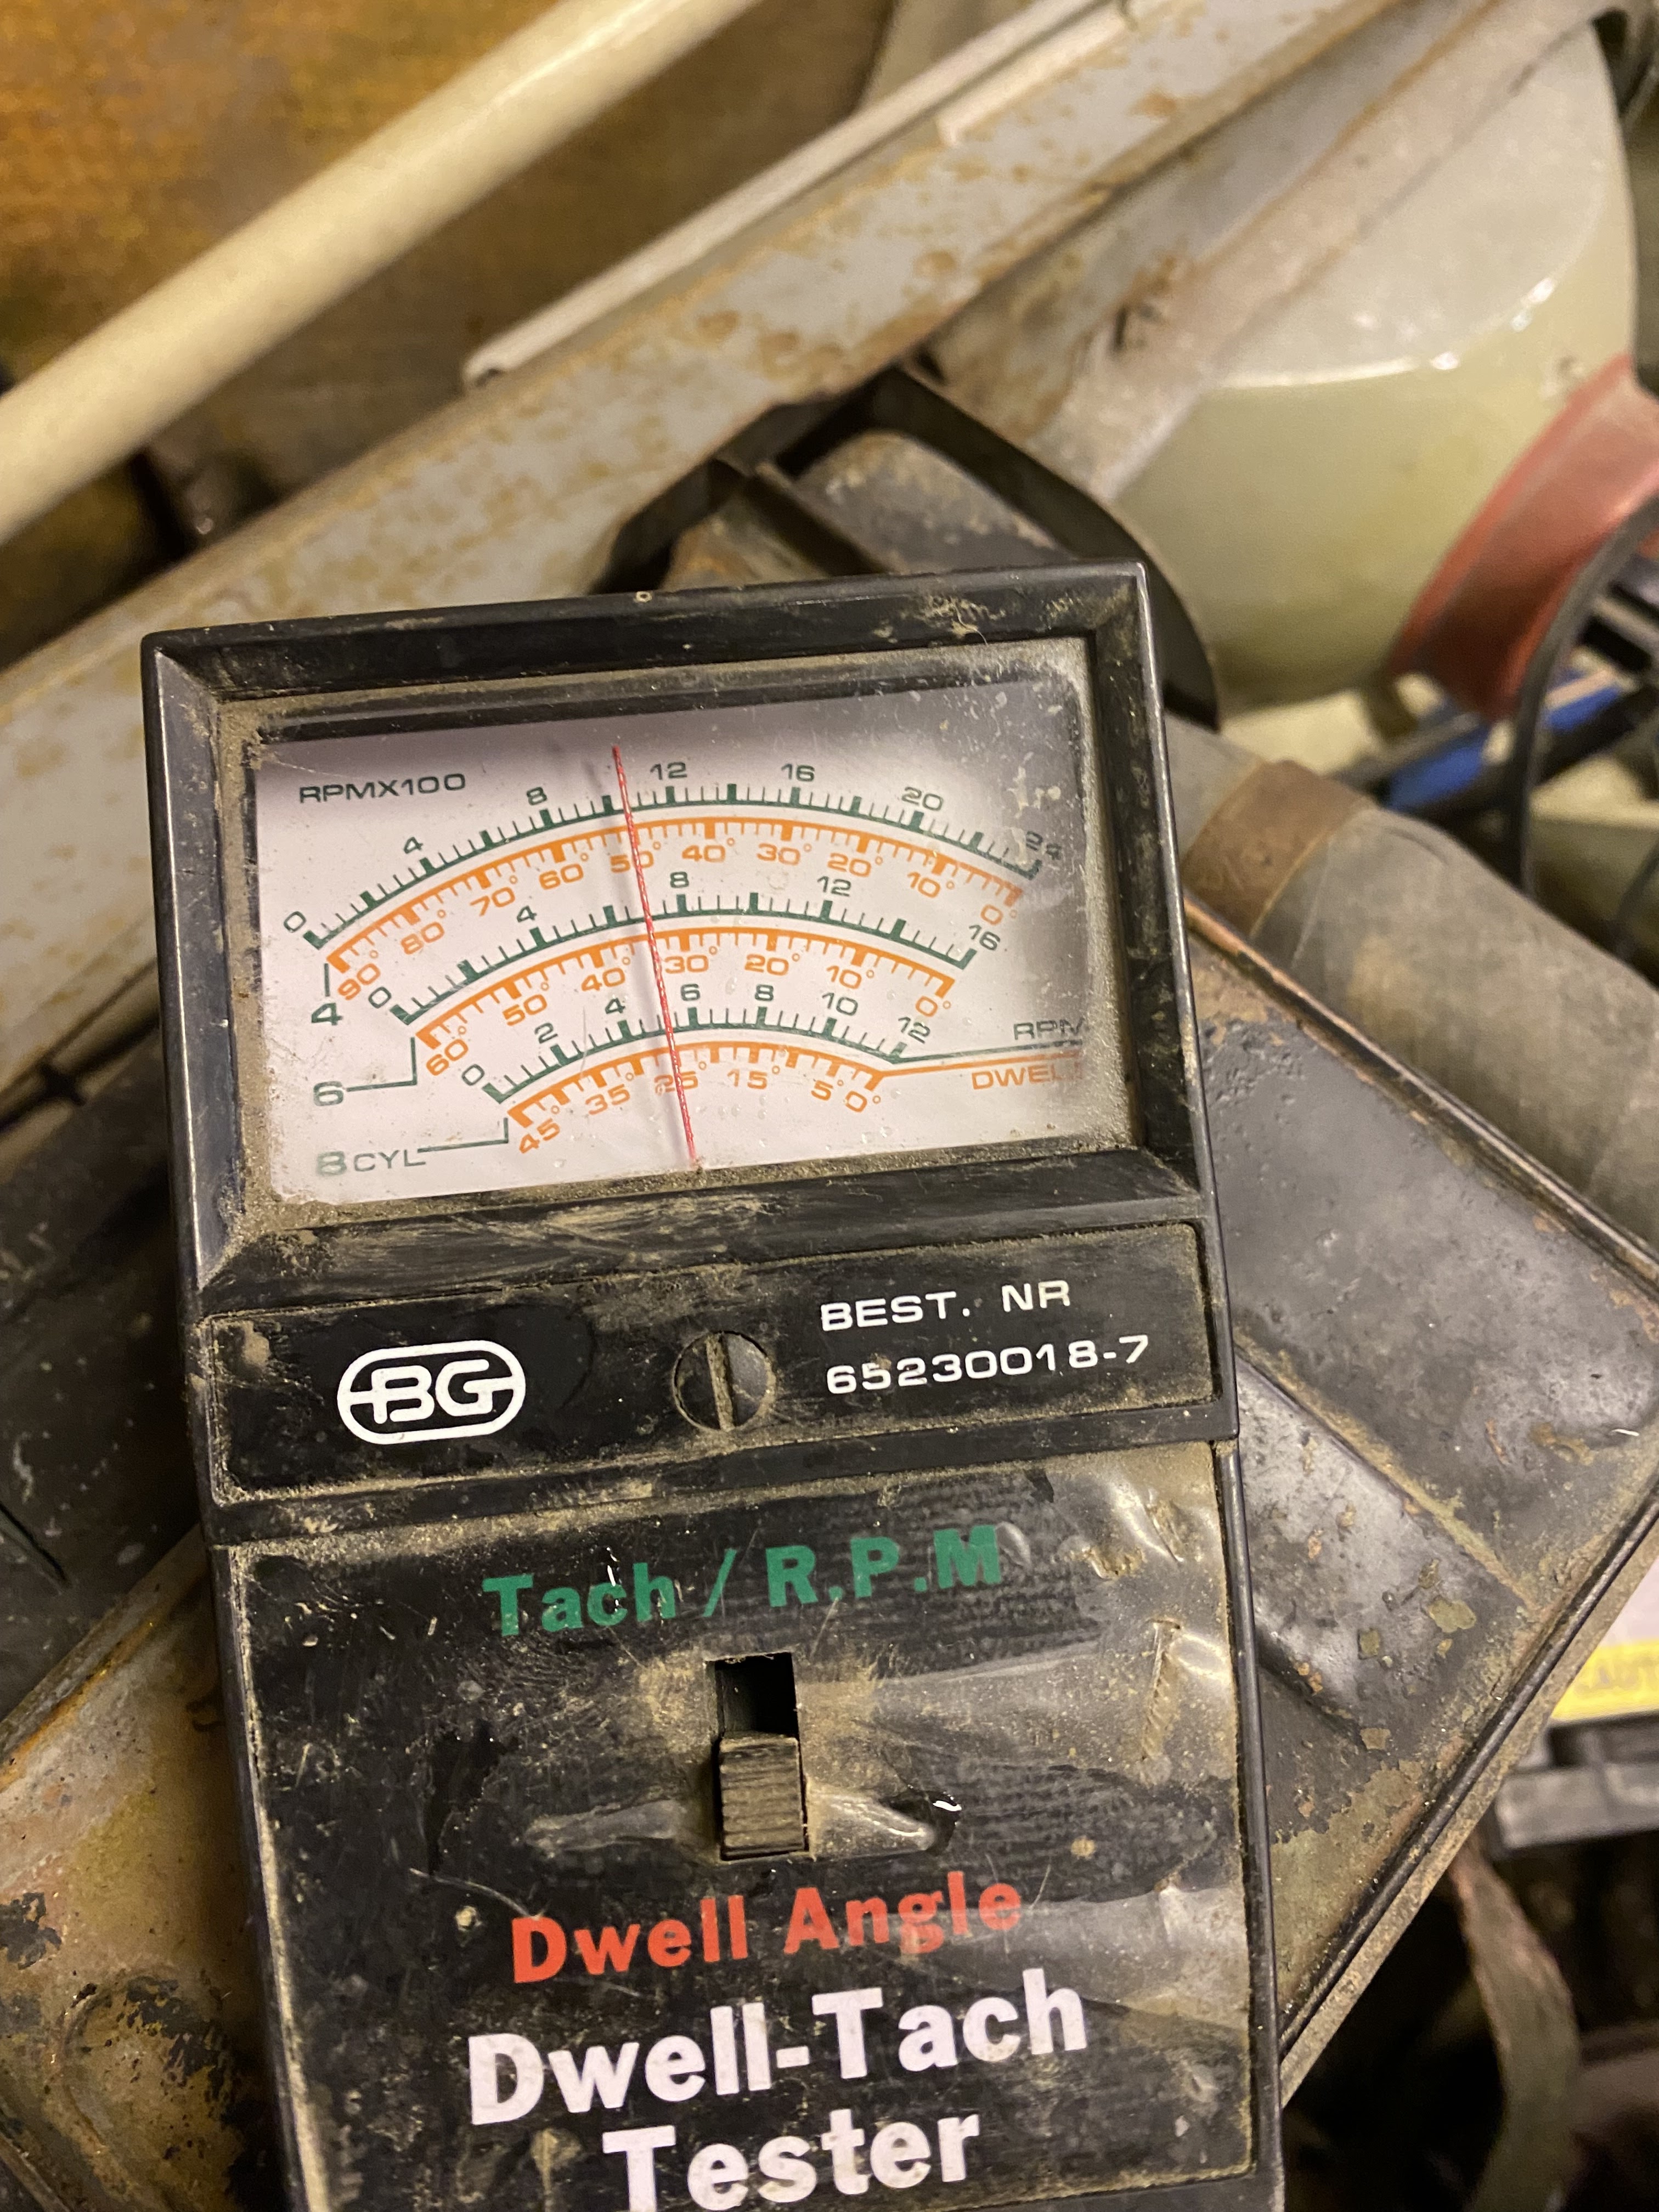 RPMX100
0 4 8 12 16 20 24
90° 80° 70° 60° 50° 40° 30° 20° 10° 0°
4
0 4 8 12 16
60° 50° 40° 30° 20° 10° 0°
6
0 2 4 6 8 10 12 RPM
45° 35° 25° 15° 5° 0° DWEL
8 CYL
BG
BEST. NR
65230018-7
Tach / R.P.M
Dwell Angle
Dwell-Tach
Tester